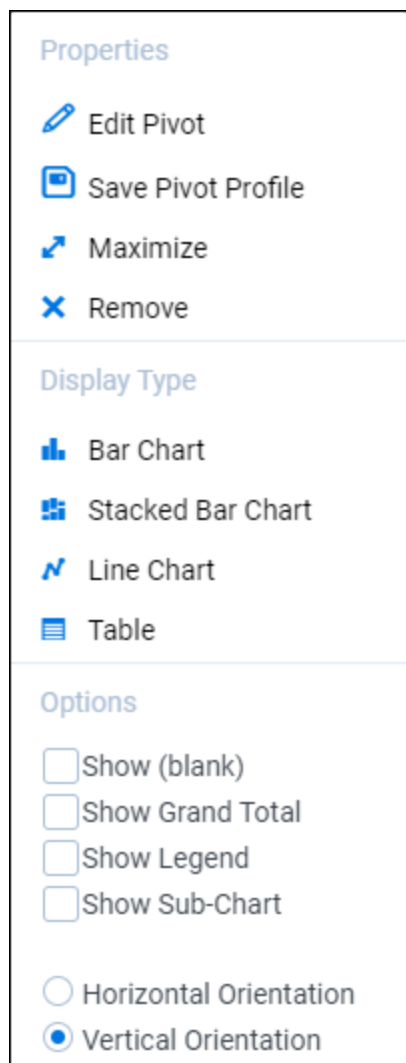 Properties
Edit Pivot
Save Pivot Profile
Maximize
Remove
Display Type
Bar Chart
Stacked Bar Chart
Line Chart
Table
Options
Show (blank)
Show Grand Total
Show Legend
Show Sub-Chart
Horizontal Orientation
Vertical Orientation